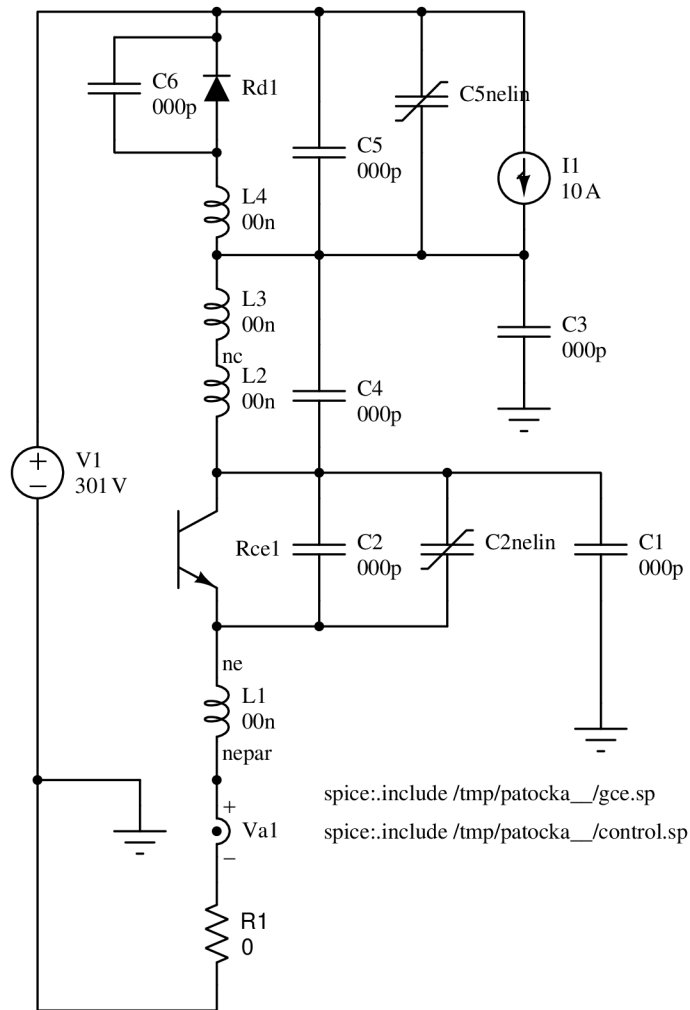 C6
000p
Rd1
C5
000p
C5nelin
I1
10 A
L4
00n
L3
00n
nc
L2
00n
C4
000p
C3
000p
+
−
V1
301 V
Rce1
C2
000p
C2nelin
C1
000p
ne
L1
00n
nepar
+
Va1
−
spice:.include /tmp/patocka__/gce.sp
spice:.include /tmp/patocka__/control.sp
R1
0